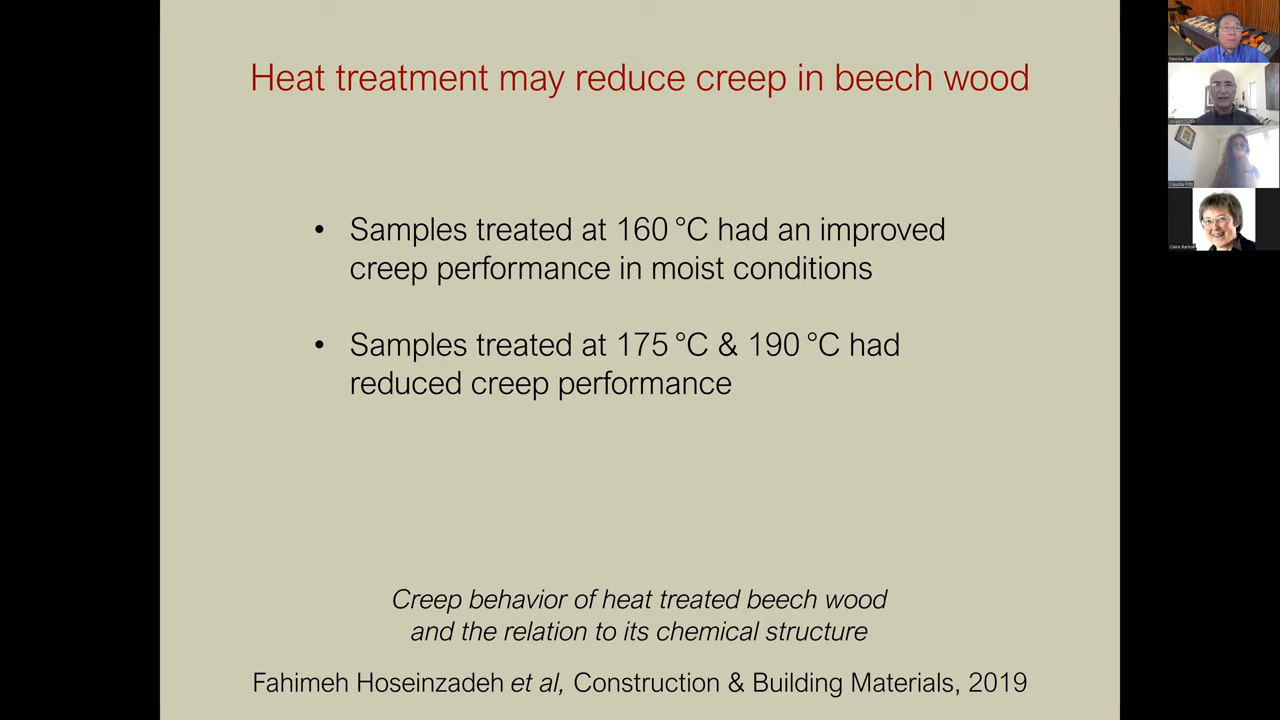 Heat treatment may reduce creep in beech wood
• Samples treated at 160 °C had an improved
creep performance in moist conditions
• Samples treated at 175 °C & 190 °C had
reduced creep performance
Creep behavior of heat treated beech wood
and the relation to its chemical structure
Fahimeh Hoseinzadeh et al, Construction & Building Materials, 2019
Claudia Fritz